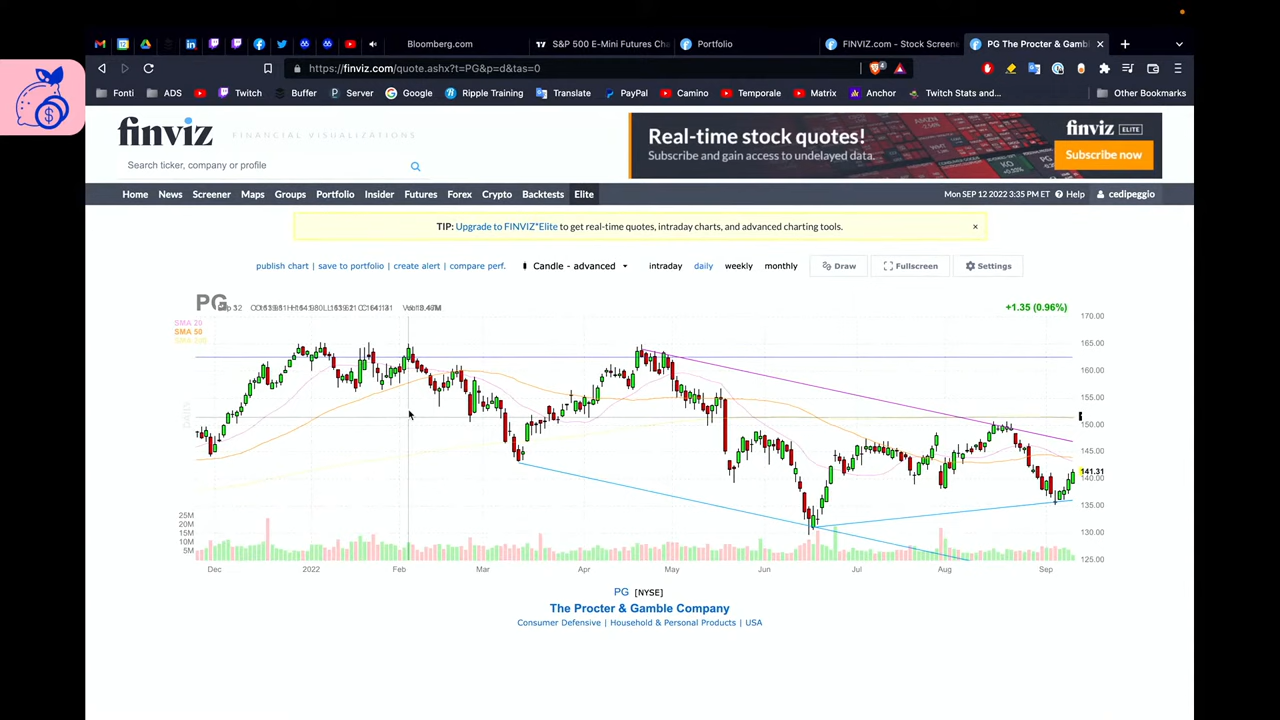 Bloomberg.com
S&P 500 E-Mini Futures Cha
Portfolio
FINVIZ.com - Stock Screene
PG The Procter & Gambl
https://finviz.com/quote.ashx?t=PG&p=d&tas=0
Fonti
ADS
Twitch
Buffer
Server
Google
Ripple Training
Translate
PayPal
Camino
Temporale
Matrix
Anchor
Twitch Stats and...
Other Bookmarks
finviz FINANCIAL VISUALIZATIONS
Real-time stock quotes!
Subscribe and gain access to undelayed data.
finviz ELITE
Subscribe now
Search ticker, company or profile
Home News Screener Maps Groups Portfolio Insider Futures Forex Crypto Backtests Elite
Mon SEP 12 2022 3:35 PM ET Help cedipeggio
TIP: Upgrade to FINVIZ*Elite to get real-time quotes, intraday charts, and advanced charting tools. ×
publish chart | save to portfolio | create alert | compare perf.
Candle - advanced
intraday daily weekly monthly
Draw
Fullscreen
Settings
PG
+1.35 (0.96%)
SMA 20
SMA 50
SMA 200
170.00
165.00
160.00
155.00
150.00
145.00
141.31
140.00
135.00
130.00
125.00
25M
20M
15M
10M
5M
Dec 2022 Feb Mar Apr May Jun Jul Aug Sep
PG [NYSE]
The Procter & Gamble Company
Consumer Defensive | Household & Personal Products | USA